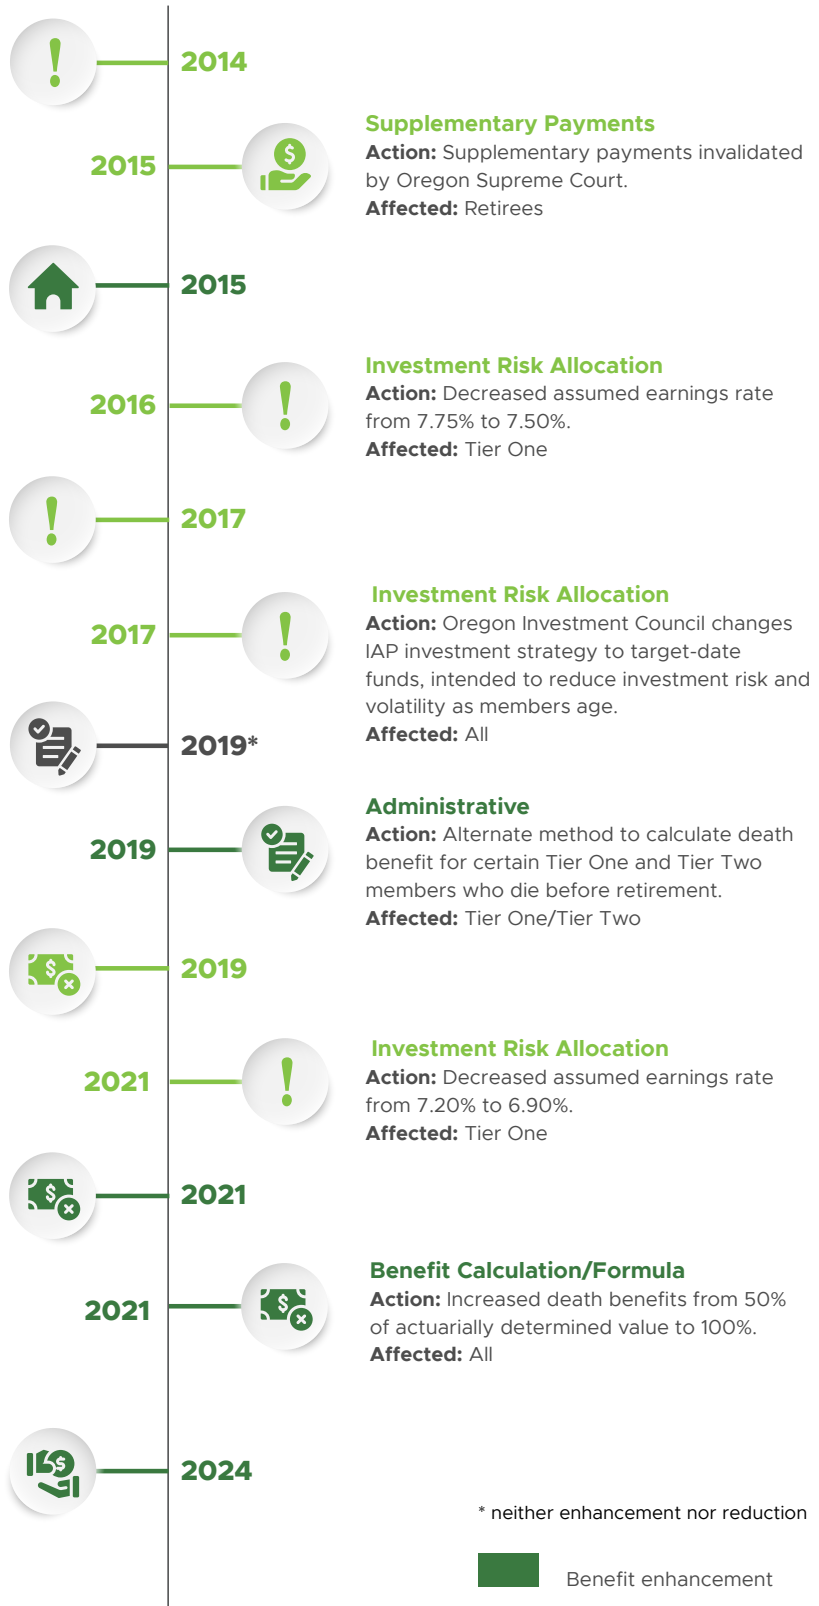 2014
Supplementary Payments
2015
Action: Supplementary payments invalidated
by Oregon Supreme Court.
Affected: Retirees
2015
Investment Risk Allocation
2016
Action: Decreased assumed earnings rate
from 7.75% to 7.50%.
Affected: Tier One
2017
Investment Risk Allocation
2017
Action: Oregon Investment Council changes
IAP investment strategy to target-date
funds, intended to reduce investment risk and
volatility as members age.
Affected: All
2019*
Administrative
2019
Action: Alternate method to calculate death
benefit for certain Tier One and Tier Two
members who die before retirement.
Affected: Tier One/Tier Two
2019
Investment Risk Allocation
2021
Action: Decreased assumed earnings rate
from 7.20% to 6.90%.
Affected: Tier One
2021
Benefit Calculation/Formula
2021
Action: Increased death benefits from 50%
of actuarially determined value to 100%.
Affected: All
2024
* neither enhancement nor reduction
Benefit enhancement